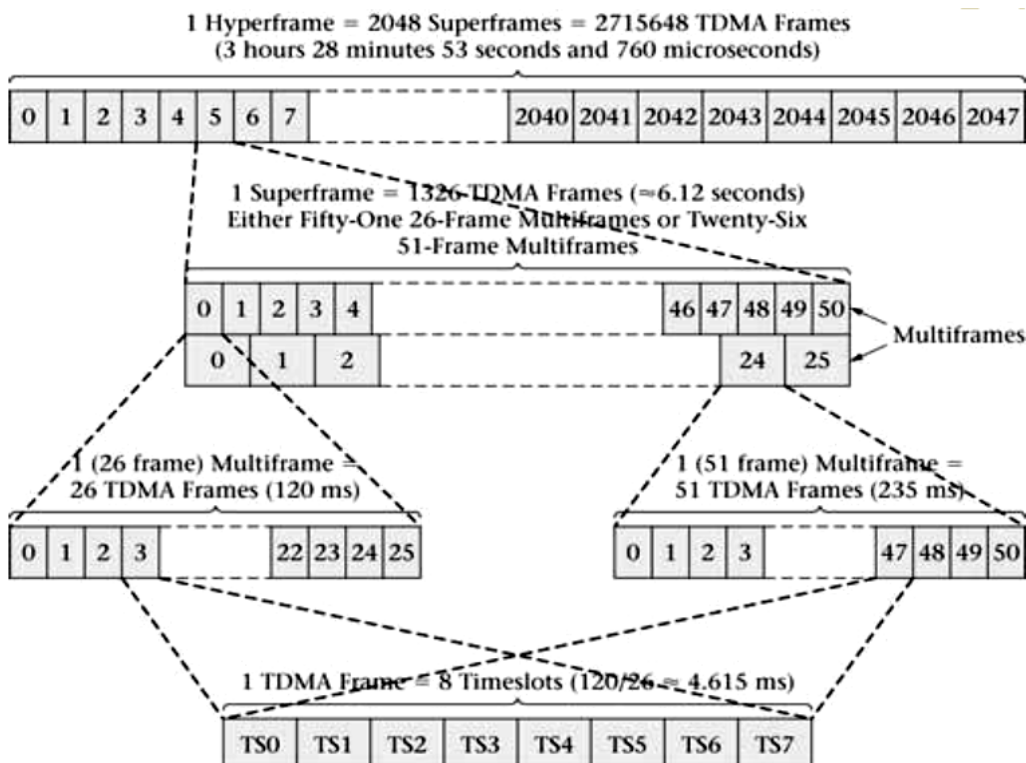 1 Hyperframe = 2048 Superframes = 2715648 TDMA Frames
(3 hours 28 minutes 53 seconds and 760 microseconds)
0 1 2 3 4 5 6 7 2040 2041 2042 2043 2044 2045 2046 2047
1 Superframe = 1326 TDMA Frames (≈6.12 seconds)
Either Fifty-One 26-Frame Multiframes or Twenty-Six
51-Frame Multiframes
0 1 2 3 4 46 47 48 49 50
Multiframes
0 1 2 24 25
1 (26 frame) Multiframe =
26 TDMA Frames (120 ms)
1 (51 frame) Multiframe =
51 TDMA Frames (235 ms)
0 1 2 3 22 23 24 25
0 1 2 3 47 48 49 50
1 TDMA Frame = 8 Timeslots (120/26 ≈ 4.615 ms)
TS0 TS1 TS2 TS3 TS4 TS5 TS6 TS7